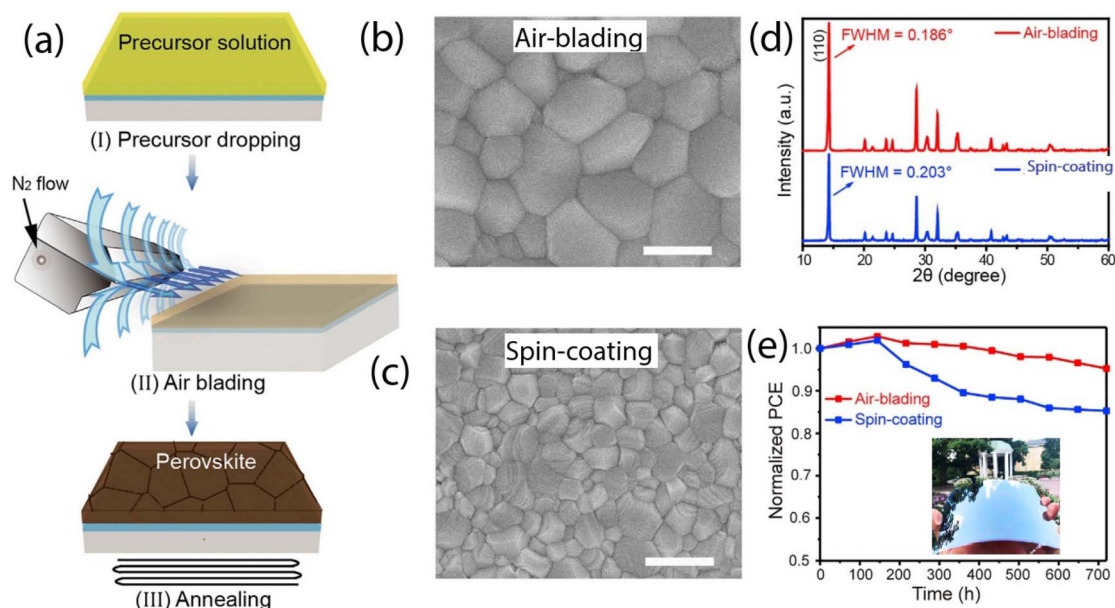 (a)
Precursor solution
(I) Precursor dropping
N2 flow
(II) Air blading
Perovskite
(III) Annealing
(b)
Air-blading
(c)
Spin-coating
(d)
(110)
FWHM = 0.186°
Air-blading
FWHM = 0.203°
Spin-coating
Intensity (a.u.)
10 20 30 40 50 60
2θ (degree)
(e)
1.0
0.9
0.8
0.7
0.6
0.5
Air-blading
Spin-coating
Normalized PCE
0 100 200 300 400 500 600 700
Time (h)